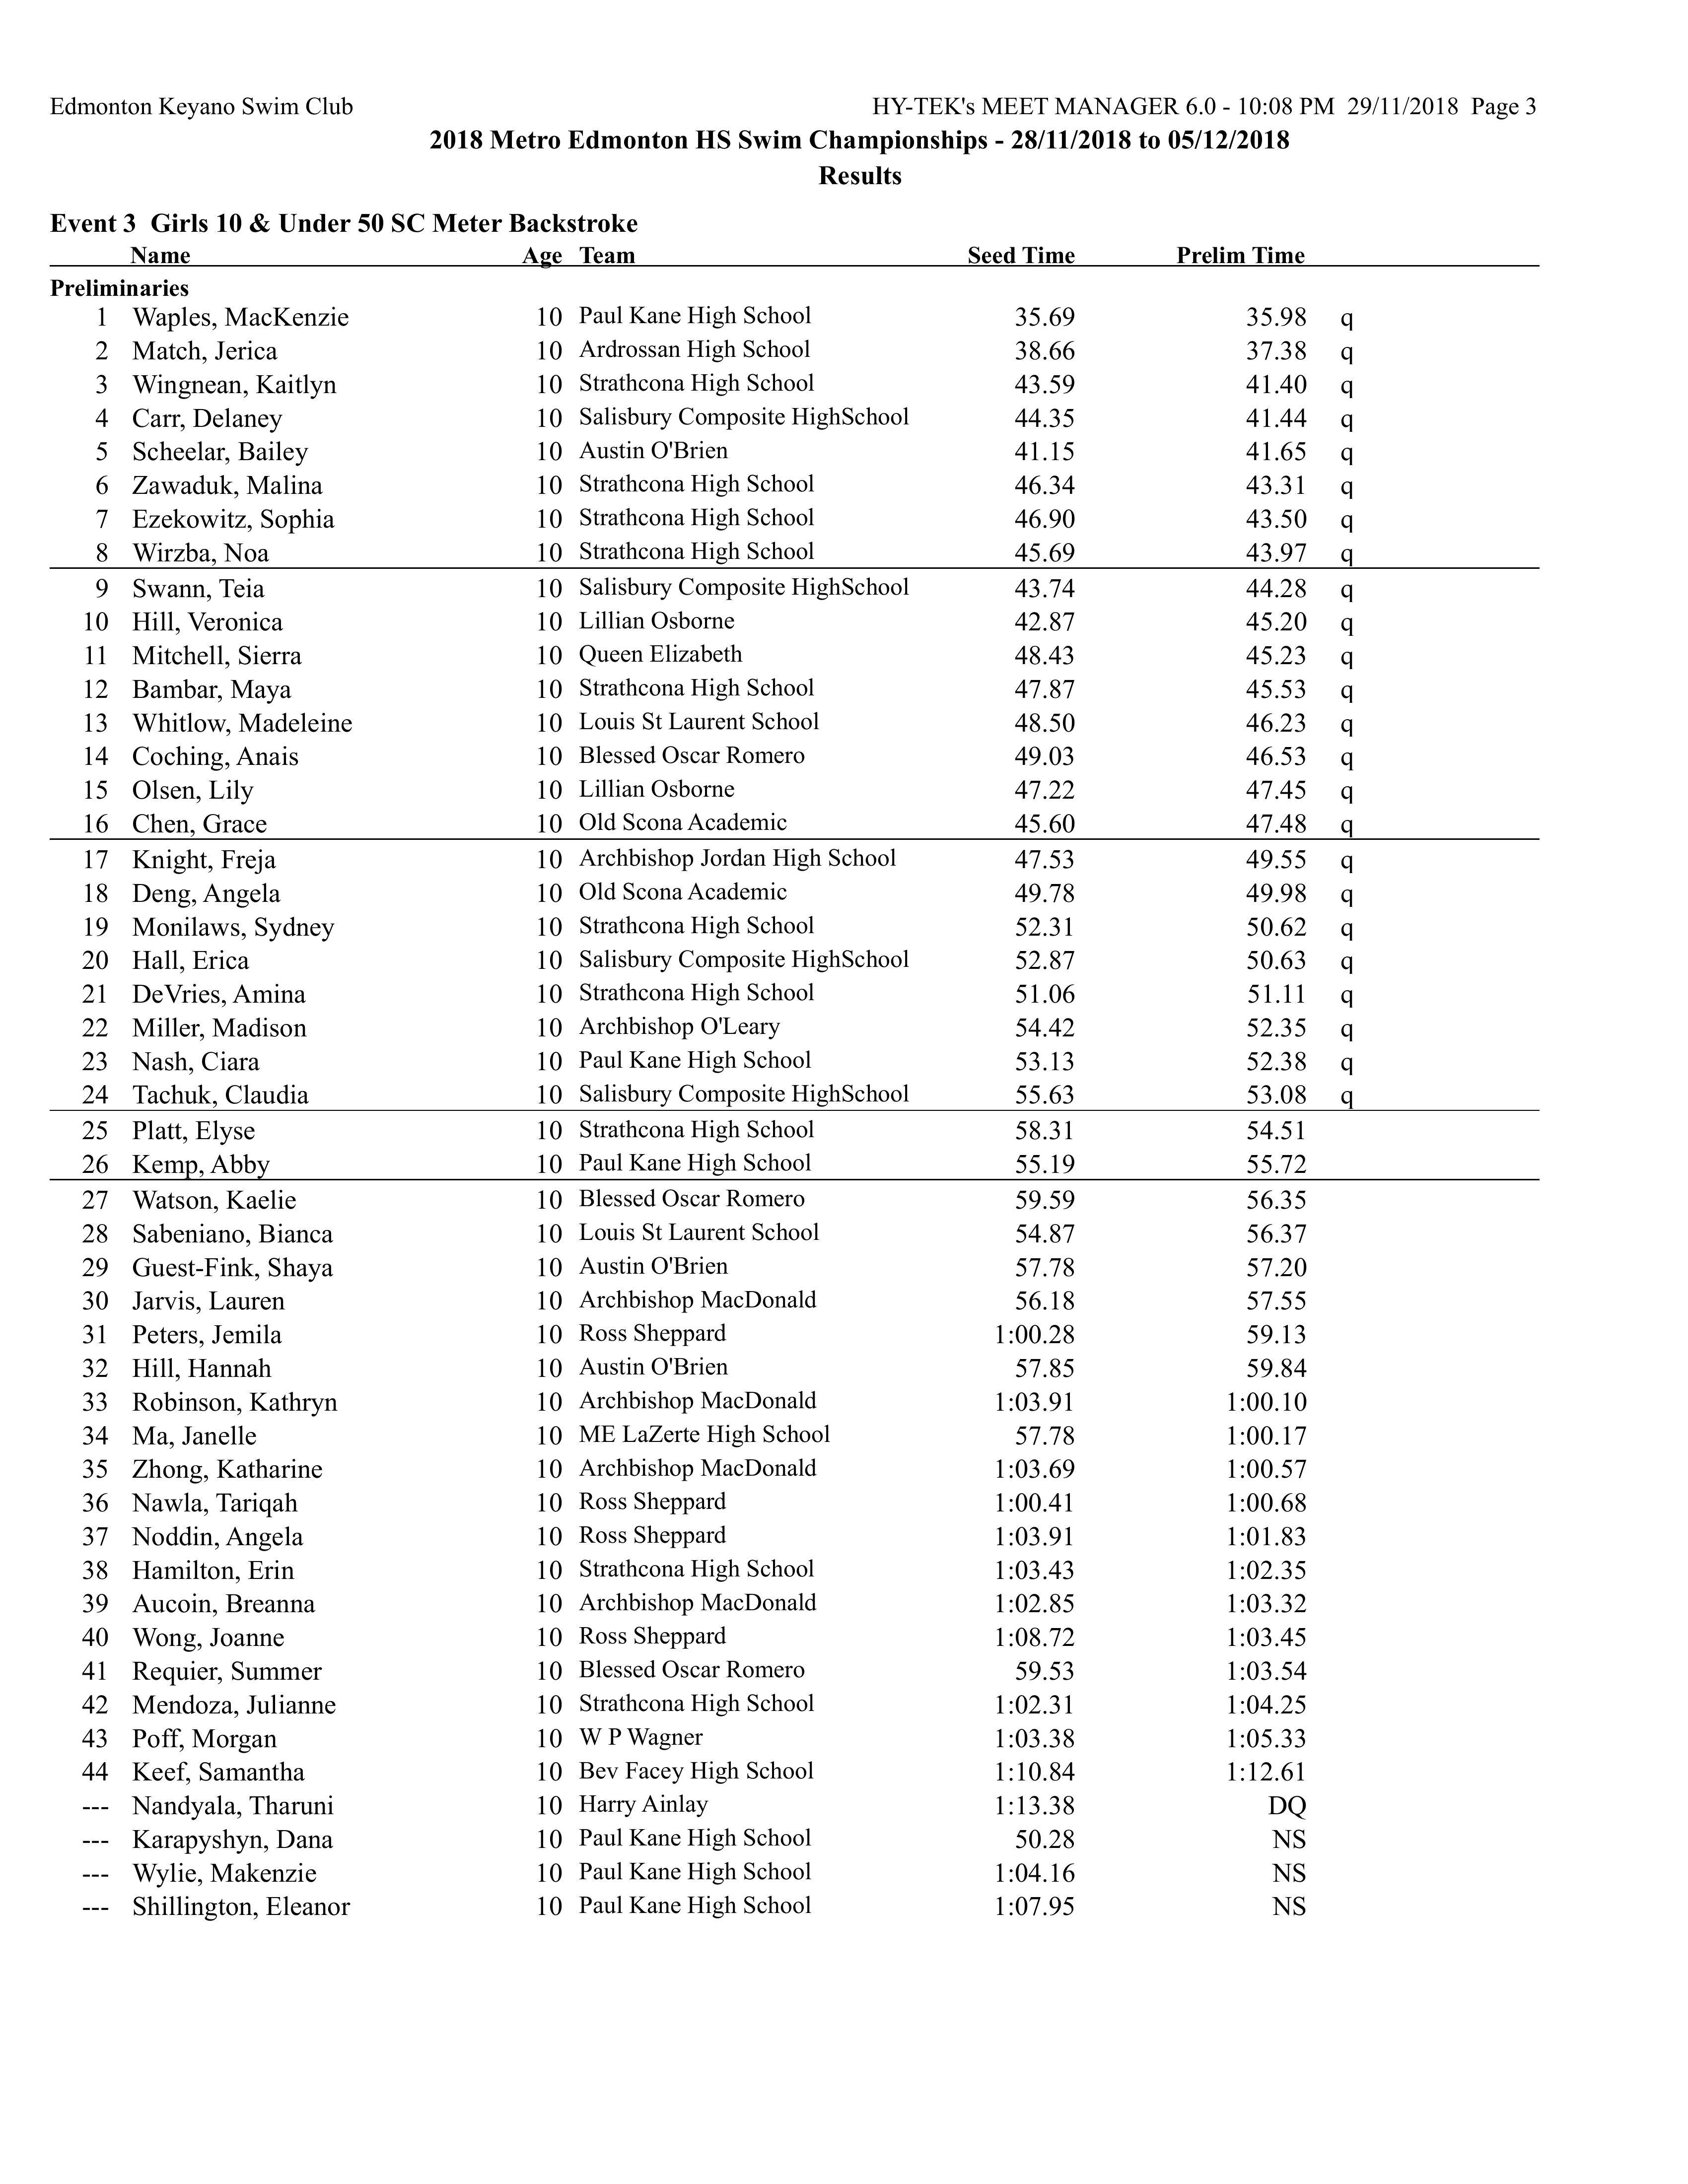 Edmonton Keyano Swim Club HY-TEK's MEET MANAGER 6.0 - 10:08 PM 29/11/2018 Page 3
2018 Metro Edmonton HS Swim Championships - 28/11/2018 to 05/12/2018
Results
Event 3 Girls 10 & Under 50 SC Meter Backstroke
Name Age Team Seed Time Prelim Time
Preliminaries
1 Waples, MacKenzie 10 Paul Kane High School 35.69 35.98 q
2 Match, Jerica 10 Ardrossan High School 38.66 37.38 q
3 Wingnean, Kaitlyn 10 Strathcona High School 43.59 41.40 q
4 Carr, Delaney 10 Salisbury Composite HighSchool 44.35 41.44 q
5 Scheelar, Bailey 10 Austin O'Brien 41.15 41.65 q
6 Zawaduk, Malina 10 Strathcona High School 46.34 43.31 q
7 Ezekowitz, Sophia 10 Strathcona High School 46.90 43.50 q
8 Wirzba, Noa 10 Strathcona High School 45.69 43.97 q
9 Swann, Teia 10 Salisbury Composite HighSchool 43.74 44.28 q
10 Hill, Veronica 10 Lillian Osborne 42.87 45.20 q
11 Mitchell, Sierra 10 Queen Elizabeth 48.43 45.23 q
12 Bambar, Maya 10 Strathcona High School 47.87 45.53 q
13 Whitlow, Madeleine 10 Louis St Laurent School 48.50 46.23 q
14 Coching, Anais 10 Blessed Oscar Romero 49.03 46.53 q
15 Olsen, Lily 10 Lillian Osborne 47.22 47.45 q
16 Chen, Grace 10 Old Scona Academic 45.60 47.48 q
17 Knight, Freja 10 Archbishop Jordan High School 47.53 49.55 q
18 Deng, Angela 10 Old Scona Academic 49.78 49.98 q
19 Monilaws, Sydney 10 Strathcona High School 52.31 50.62 q
20 Hall, Erica 10 Salisbury Composite HighSchool 52.87 50.63 q
21 DeVries, Amina 10 Strathcona High School 51.06 51.11 q
22 Miller, Madison 10 Archbishop O'Leary 54.42 52.35 q
23 Nash, Ciara 10 Paul Kane High School 53.13 52.38 q
24 Tachuk, Claudia 10 Salisbury Composite HighSchool 55.63 53.08 q
25 Platt, Elyse 10 Strathcona High School 58.31 54.51
26 Kemp, Abby 10 Paul Kane High School 55.19 55.72
27 Watson, Kaelie 10 Blessed Oscar Romero 59.59 56.35
28 Sabeniano, Bianca 10 Louis St Laurent School 54.87 56.37
29 Guest-Fink, Shaya 10 Austin O'Brien 57.78 57.20
30 Jarvis, Lauren 10 Archbishop MacDonald 56.18 57.55
31 Peters, Jemila 10 Ross Sheppard 1:00.28 59.13
32 Hill, Hannah 10 Austin O'Brien 57.85 59.84
33 Robinson, Kathryn 10 Archbishop MacDonald 1:03.91 1:00.10
34 Ma, Janelle 10 ME LaZerte High School 57.78 1:00.17
35 Zhong, Katharine 10 Archbishop MacDonald 1:03.69 1:00.57
36 Nawla, Tariqah 10 Ross Sheppard 1:00.41 1:00.68
37 Noddin, Angela 10 Ross Sheppard 1:03.91 1:01.83
38 Hamilton, Erin 10 Strathcona High School 1:03.43 1:02.35
39 Aucoin, Breanna 10 Archbishop MacDonald 1:02.85 1:03.32
40 Wong, Joanne 10 Ross Sheppard 1:08.72 1:03.45
41 Requier, Summer 10 Blessed Oscar Romero 59.53 1:03.54
42 Mendoza, Julianne 10 Strathcona High School 1:02.31 1:04.25
43 Poff, Morgan 10 W P Wagner 1:03.38 1:05.33
44 Keef, Samantha 10 Bev Facey High School 1:10.84 1:12.61
--- Nandyala, Tharuni 10 Harry Ainlay 1:13.38 DQ
--- Karapyshyn, Dana 10 Paul Kane High School 50.28 NS
--- Wylie, Makenzie 10 Paul Kane High School 1:04.16 NS
--- Shillington, Eleanor 10 Paul Kane High School 1:07.95 NS